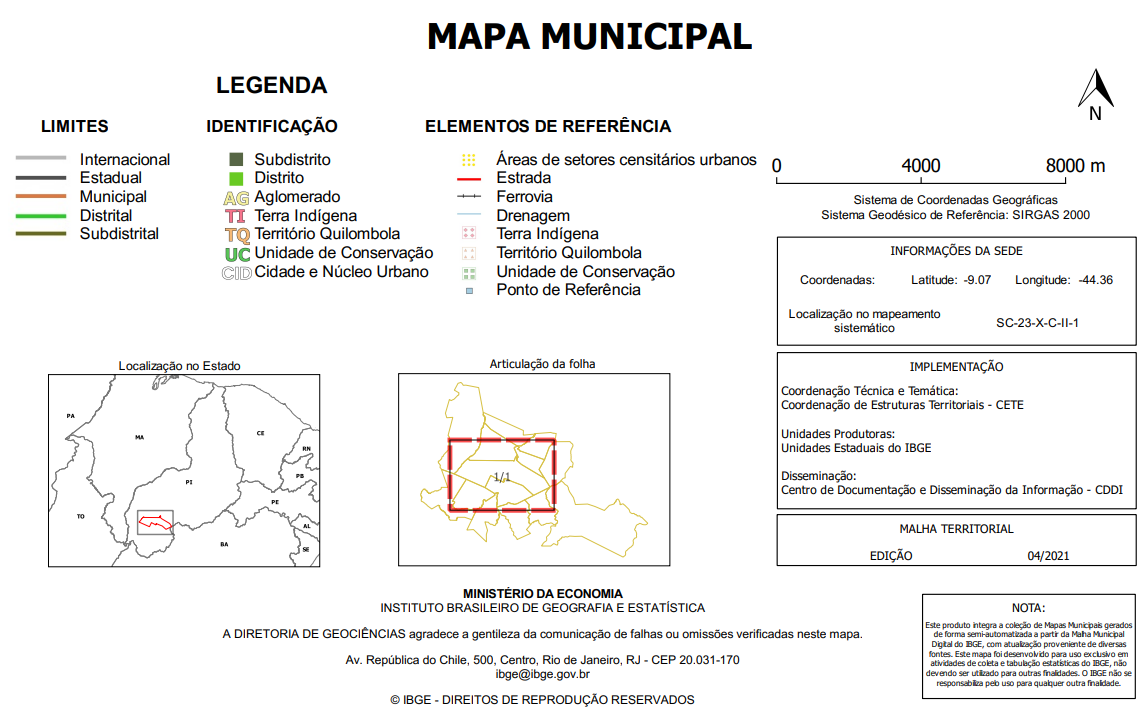 MAPA MUNICIPAL
LEGENDA
LIMITES
Internacional
Estadual
Municipal
Distrital
Subdistrital
IDENTIFICAÇÃO
Subdistrito
Distrito
AG Aglomerado
TI Terra Indígena
TQ Território Quilombola
UC Unidade de Conservação
CID Cidade e Núcleo Urbano
ELEMENTOS DE REFERÊNCIA
Áreas de setores censitários urbanos
Estrada
Ferrovia
Drenagem
Terra Indígena
Território Quilombola
Unidade de Conservação
Ponto de Referência
N
0 4000 8000 m
Sistema de Coordenadas Geográficas
Sistema Geodésico de Referência: SIRGAS 2000
INFORMAÇÕES DA SEDE
Coordenadas: Latitude: -9.07 Longitude: -44.36
Localização no mapeamento
sistemático
SC-23-X-C-II-1
IMPLEMENTAÇÃO
Coordenação Técnica e Temática:
Coordenação de Estruturas Territoriais - CETE
Unidades Produtoras:
Unidades Estaduais do IBGE
Disseminação:
Centro de Documentação e Disseminação da Informação - CDDI
MALHA TERRITORIAL
EDIÇÃO 04/2021
Localização no Estado
PA
MA
CE
RN
PB
PI
PE
TO
AL
BA
SE
Articulação da folha
1/1
MINISTÉRIO DA ECONOMIA
INSTITUTO BRASILEIRO DE GEOGRAFIA E ESTATÍSTICA
A DIRETORIA DE GEOCIÊNCIAS agradece a gentileza da comunicação de falhas ou omissões verificadas neste mapa.
Av. República do Chile, 500, Centro, Rio de Janeiro, RJ - CEP 20.031-170
ibge@ibge.gov.br
© IBGE - DIREITOS DE REPRODUÇÃO RESERVADOS
NOTA:
Este produto integra a coleção de Mapas Municipais gerados
de forma semi-automatizada a partir da Malha Municipal
Digital do IBGE, com atualização proveniente de diversas
fontes. Este mapa foi desenvolvido para uso exclusivo em
atividades de coleta e tabulação estatísticas do IBGE, não
devendo ser utilizado para outras finalidades. O IBGE não se
responsabiliza pelo uso para qualquer outra finalidade.